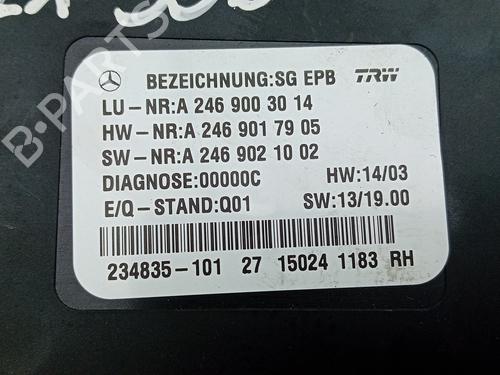 BEZEICHNUNG:SG EPB TRW
LU-NR:A 246 900 30 14
HW-NR:A 246 901 79 05
SW-NR:A 246 902 10 02
DIAGNOSE:00000C HW:14/03
E/Q-STAND:Q01 SW:13/19.00
234835-101 27 15024 1183 RH